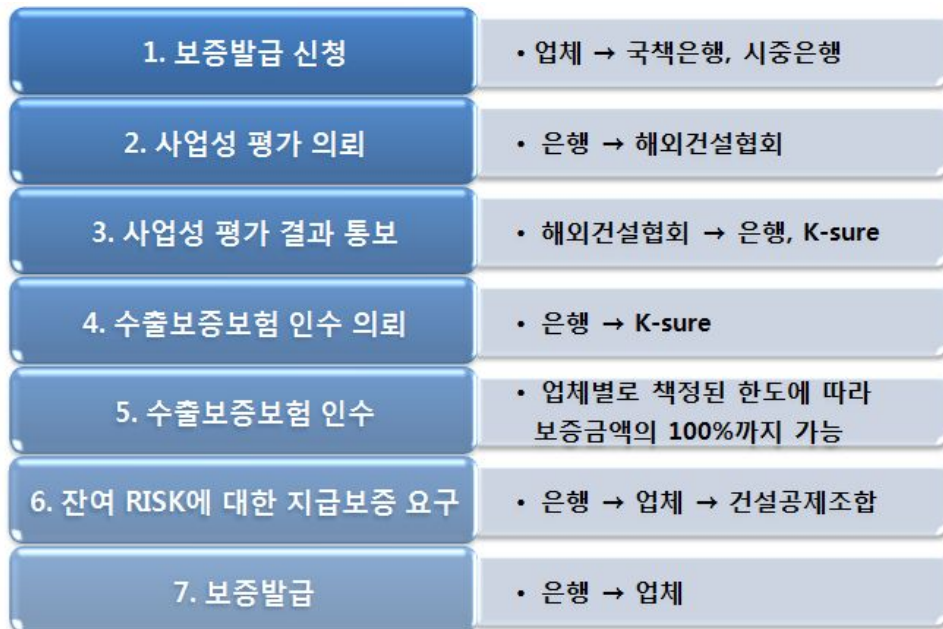 1. 보증발급 신청
• 업체 → 국책은행, 시중은행
2. 사업성 평가 의뢰
• 은행 → 해외건설협회
3. 사업성 평가 결과 통보
• 해외건설협회 → 은행, K-sure
4. 수출보증보험 인수 의뢰
• 은행 → K-sure
5. 수출보증보험 인수
• 업체별로 책정된 한도에 따라
보증금액의 100%까지 가능
6. 잔여 RISK에 대한 지급보증 요구
• 은행 → 업체 → 건설공제조합
7. 보증발급
• 은행 → 업체